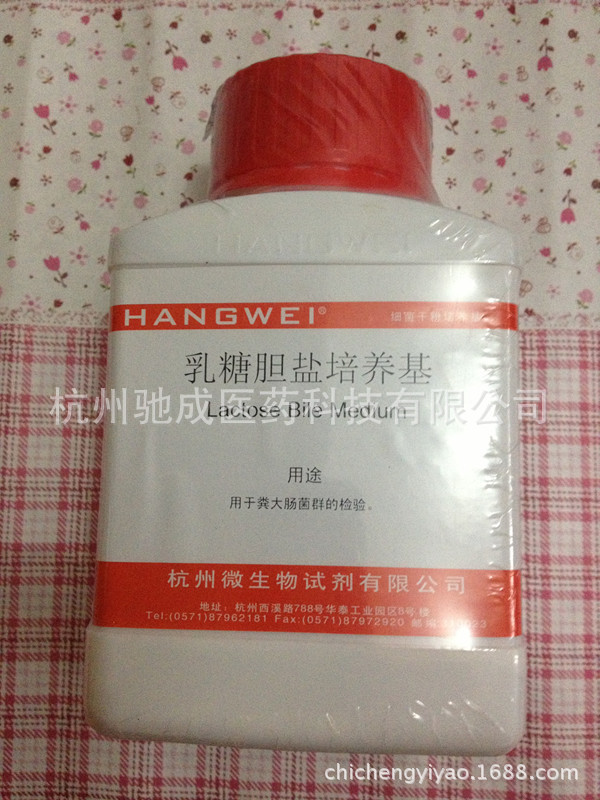 HANGWEI
HANGWEI®
乳糖胆盐培养基
杭州驰成医药科技有限公司
Lactose Bile Medium
用途
用于粪大肠菌群的检验。
杭州微生物试剂有限公司
地址：杭州西溪路788号华泰工业园区8号楼
Tel:(0571)87962181 Fax:(0571)87972920 邮编
chichengyiyao.1688.com